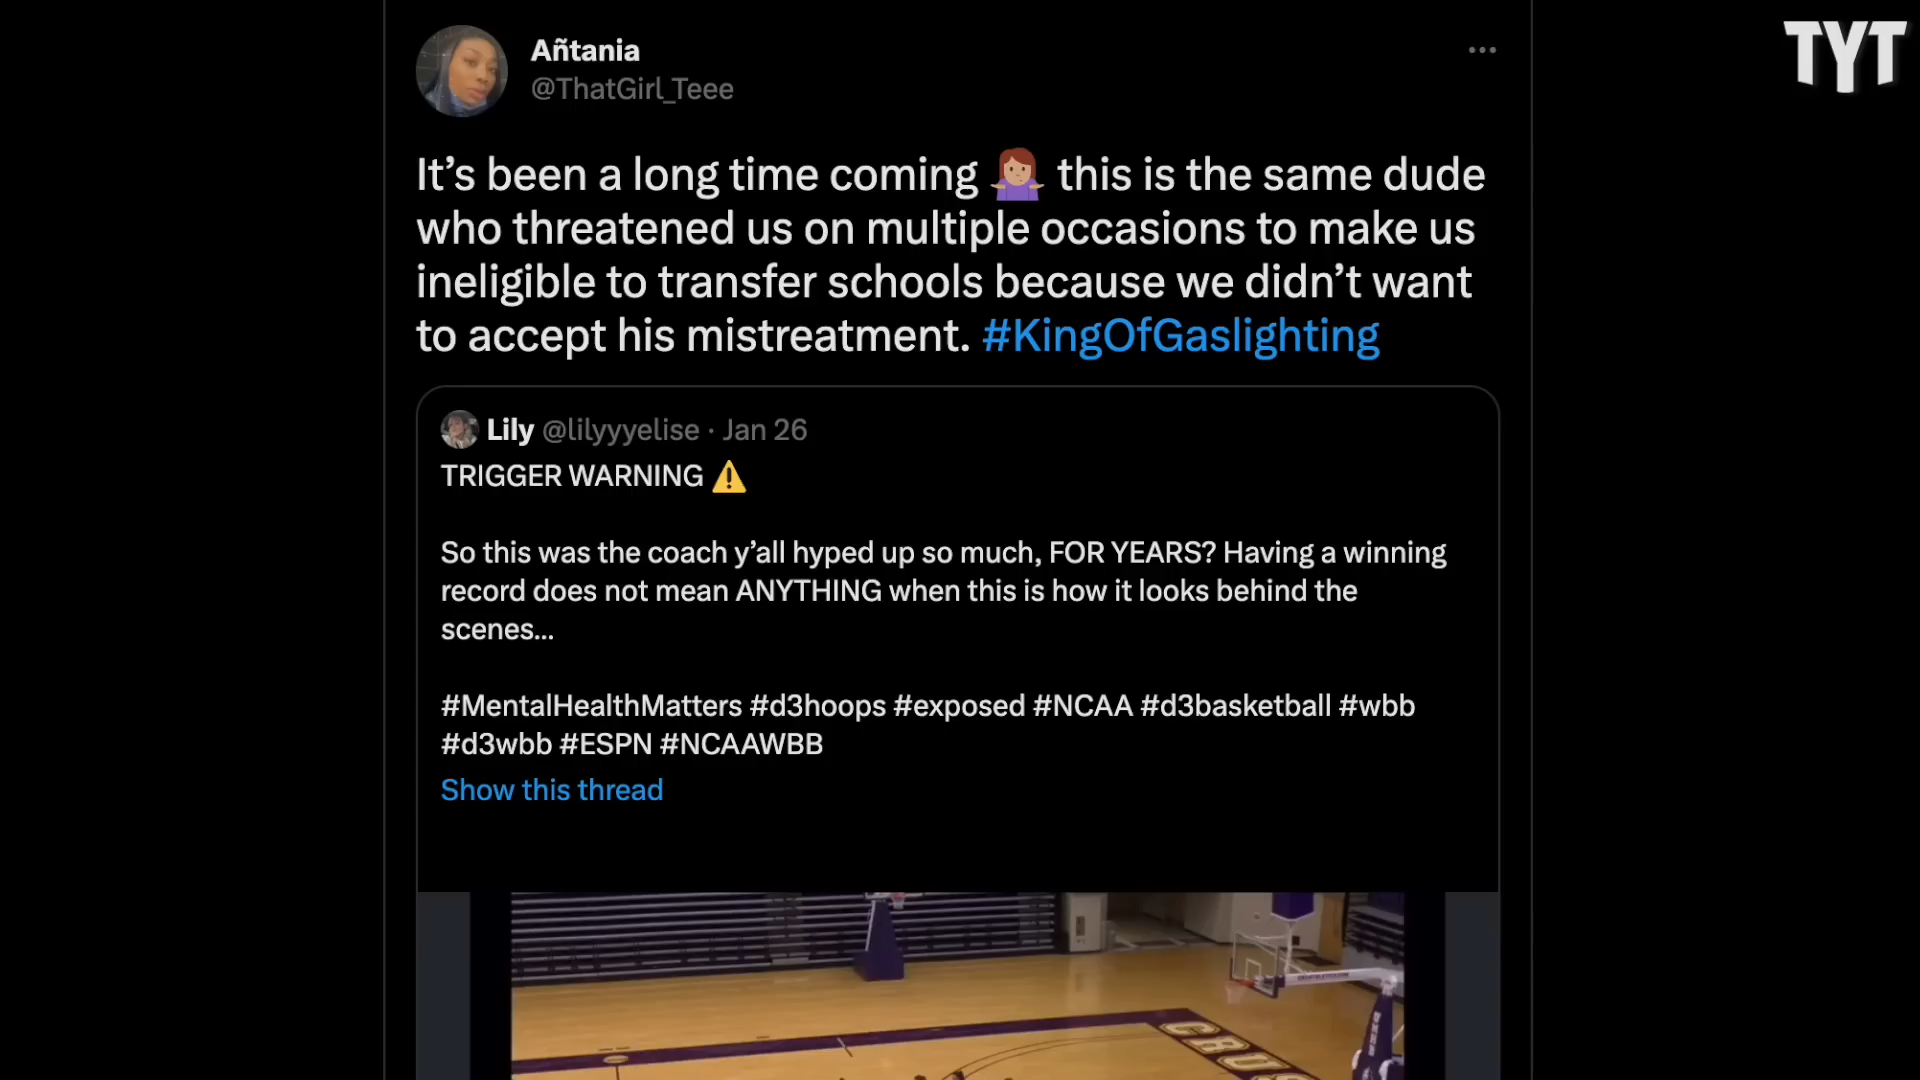 TYT
Añtania
@ThatGirl_Teee
It’s been a long time coming 🤷🏽‍♀️ this is the same dude
who threatened us on multiple occasions to make us
ineligible to transfer schools because we didn’t want
to accept his mistreatment. #KingOfGaslighting
Lily @lilyyyelise · Jan 26
TRIGGER WARNING ⚠️
So this was the coach y’all hyped up so much, FOR YEARS? Having a winning
record does not mean ANYTHING when this is how it looks behind the
scenes...
#MentalHealthMatters #d3hoops #exposed #NCAA #d3basketball #wbb
#d3wbb #ESPN #NCAAWBB
Show this thread